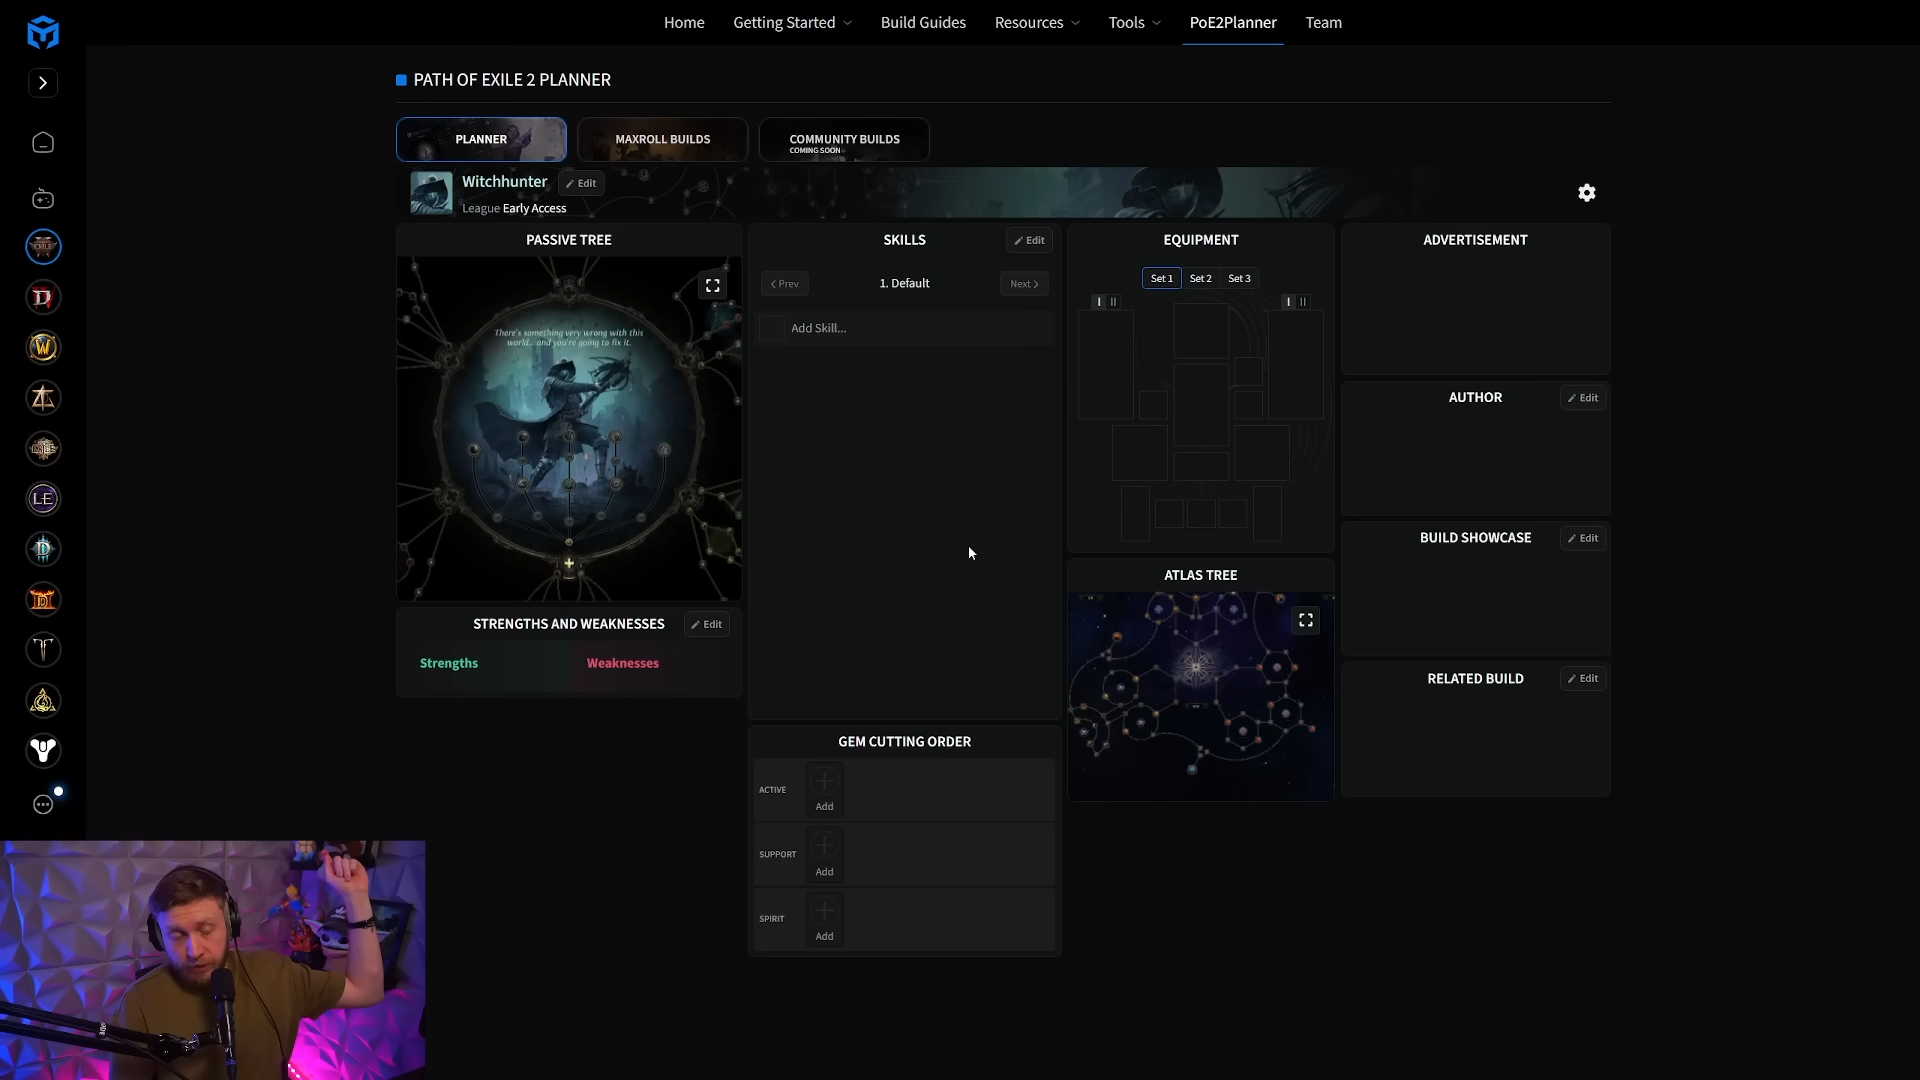 Home
Getting Started
Build Guides
Resources
Tools
PoE2Planner
Team
PATH OF EXILE 2 PLANNER
PLANNER
MAXROLL BUILDS
COMMUNITY BUILDS
COMING SOON
Witchhunter
Edit
League Early Access
PASSIVE TREE
There's something very wrong with this
world... and you're going to fix it.
STRENGTHS AND WEAKNESSES
Edit
Strengths
Weaknesses
SKILLS
Edit
Prev
1. Default
Next
Add Skill...
GEM CUTTING ORDER
ACTIVE
Add
SUPPORT
Add
SPIRIT
Add
EQUIPMENT
Set 1
Set 2
Set 3
I
II
I
II
ATLAS TREE
ADVERTISEMENT
AUTHOR
Edit
BUILD SHOWCASE
Edit
RELATED BUILD
Edit
W
LE
D